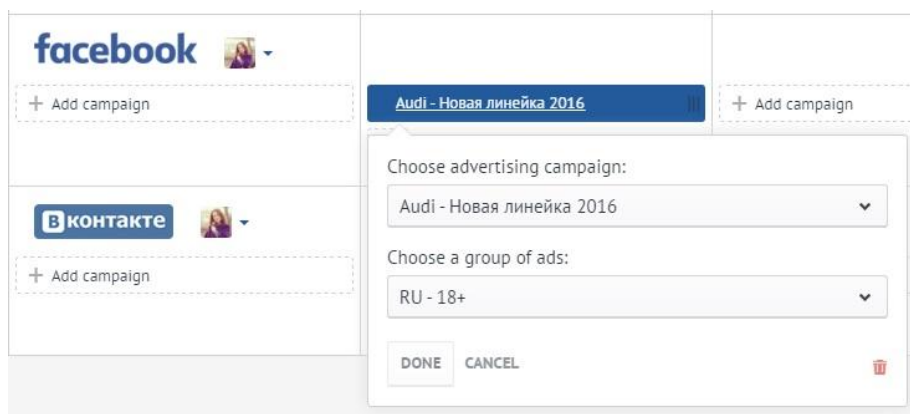 facebook
+ Add campaign
Audi - Новая линейка 2016
+ Add campaign
Choose advertising campaign:
Audi - Новая линейка 2016
Вконтакте
Choose a group of ads:
+ Add campaign
RU - 18+
DONE CANCEL